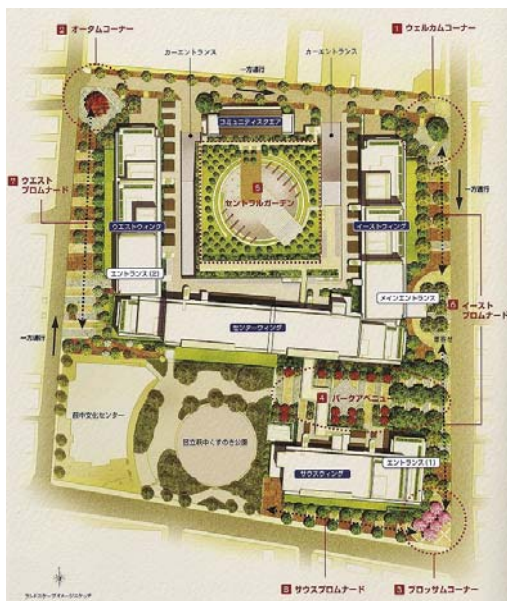 2 オータムコーナー
1 ウェルカムコーナー
カーエントランス
カーエントランス
一方通行
コミュニティスクエア
7 ウエスト
プロムナード
一方通行
5
セントラルガーデン
ウエストウィング
イーストウィング
エントランス(2)
メインエントランス
6 イースト
プロムナード
センターウィング
一方通行
車寄せ
4 パークアベニュー
萩中文化センター
区立萩中くすのき公園
エントランス(1)
サウスウィング
8 サウスプロムナード
3 ブロッサムコーナー
ランドスケープイメージスケッチ